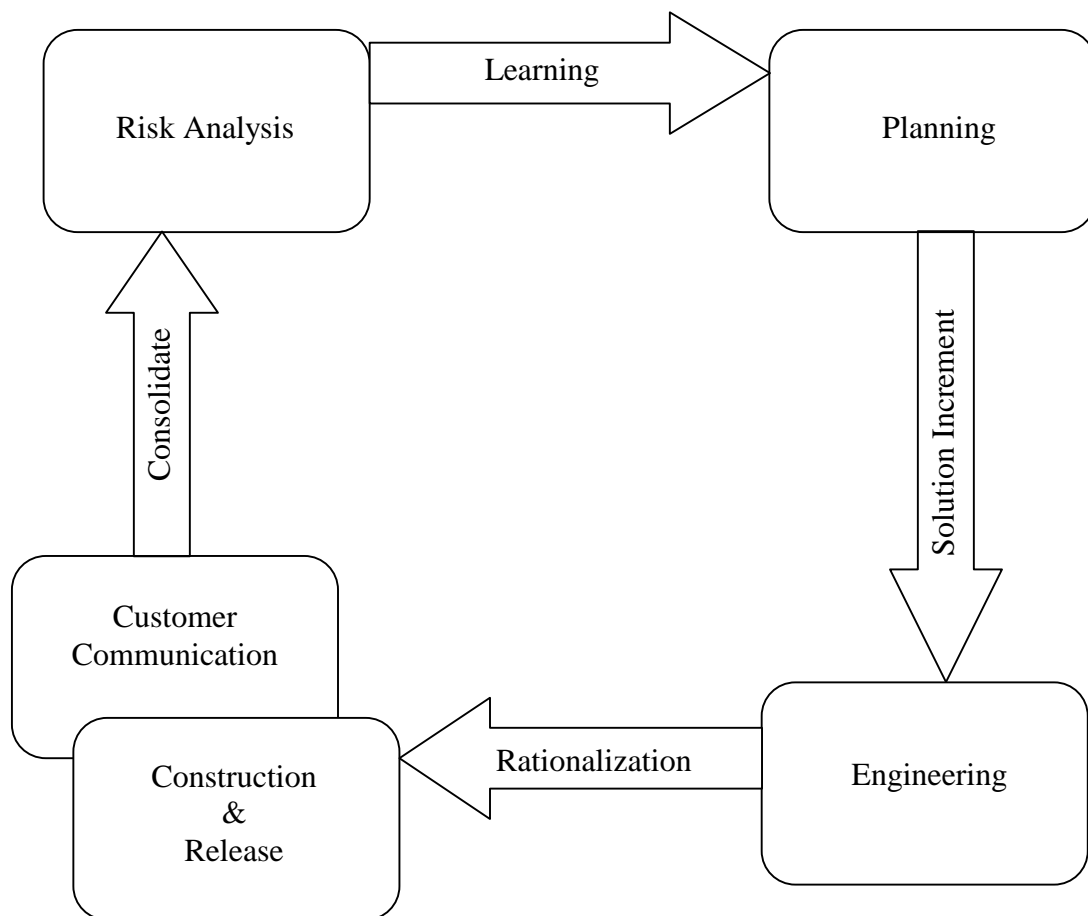 Risk Analysis
Learning
Planning
Consolidate
Solution Increment
Customer
Communication
Rationalization
Engineering
Construction
&
Release